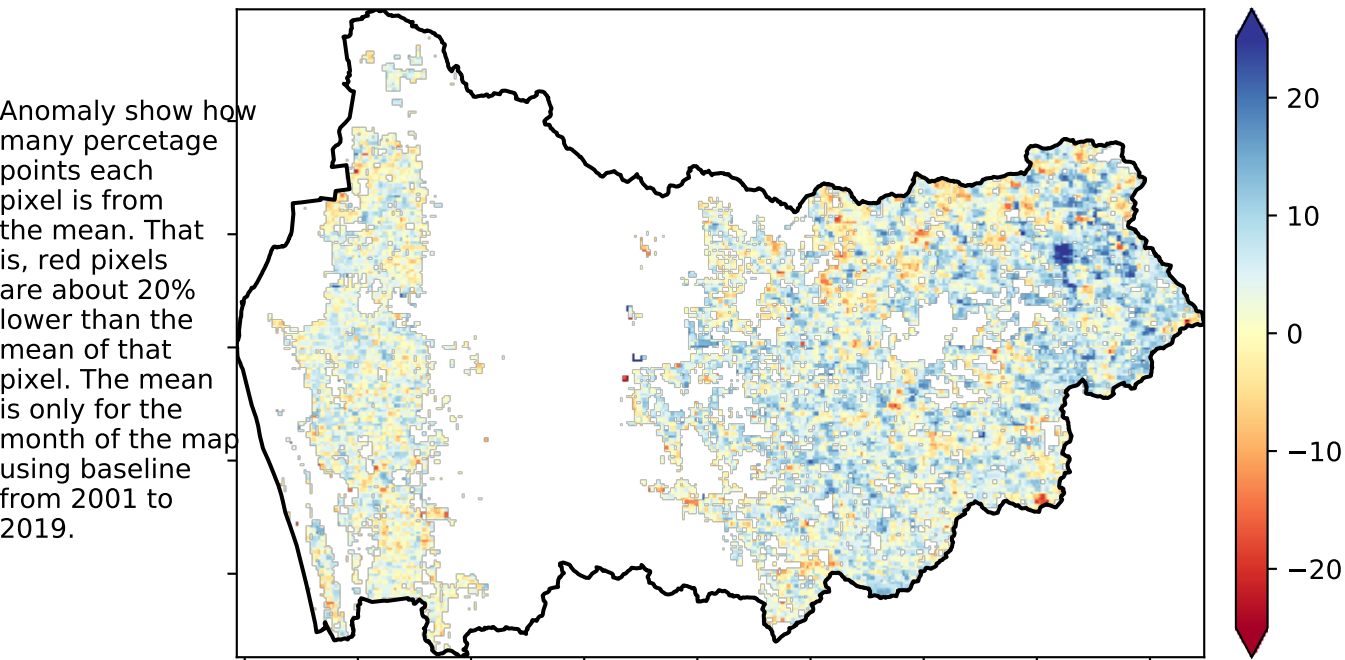 Anomaly show how
many percetage
points each
pixel is from
the mean. That
is, red pixels
are about 20%
lower than the
mean of that
pixel. The mean
is only for the
month of the map
using baseline
from 2001 to
2019.
20
10
0
−10
−20